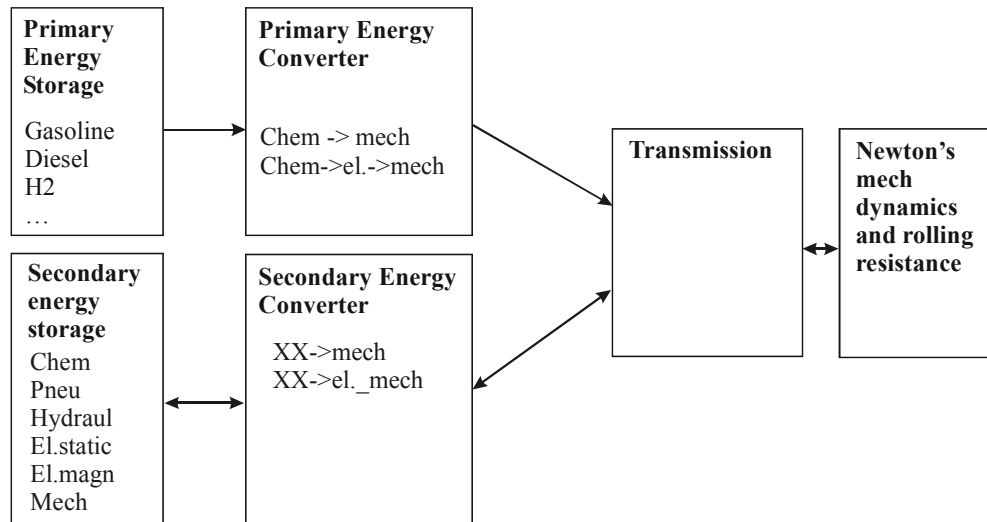 Primary
Energy
Storage
Gasoline
Diesel
H2
…
Primary Energy
Converter
Chem -> mech
Chem->el.->mech
Transmission
Newton’s
mech
dynamics
and rolling
resistance
Secondary
energy
storage
Chem
Pneu
Hydraul
El.static
El.magn
Mech
Secondary Energy
Converter
XX->mech
XX->el._mech